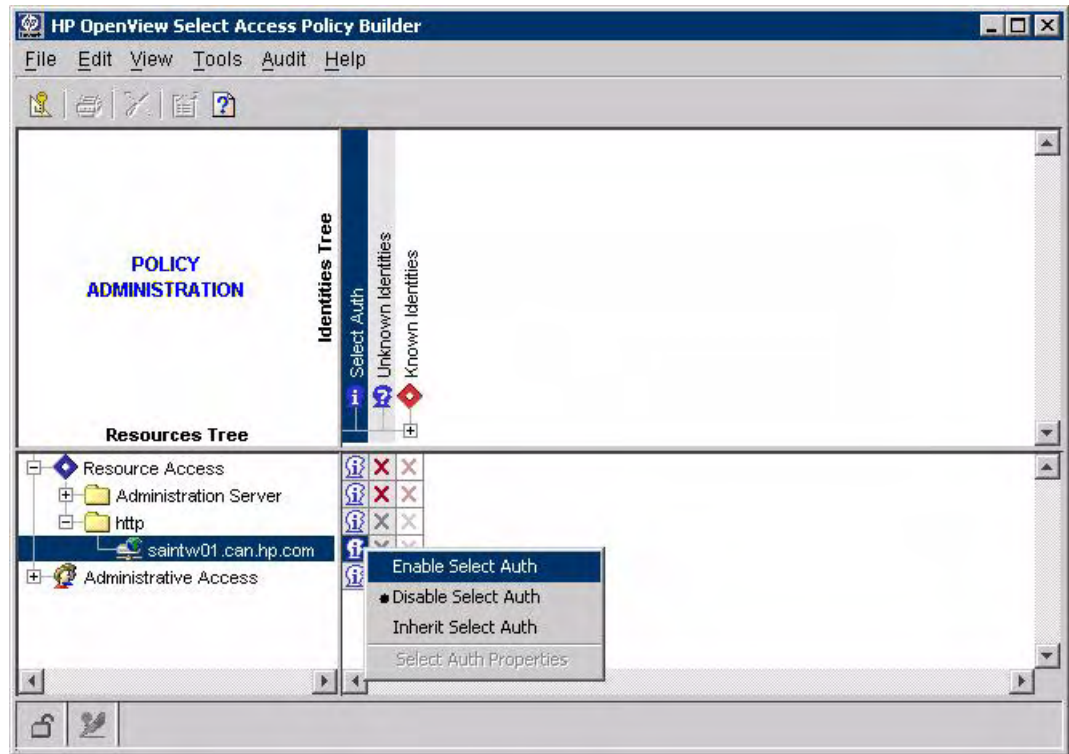 HP OpenView Select Access Policy Builder
File Edit View Tools Audit Help
POLICY
ADMINISTRATION
Identities Tree
Select Auth
Unknown Identities
Known Identities
Resources Tree
Resource Access
Administration Server
http
saintw01.can.hp.com
Administrative Access
Enable Select Auth
Disable Select Auth
Inherit Select Auth
Select Auth Properties